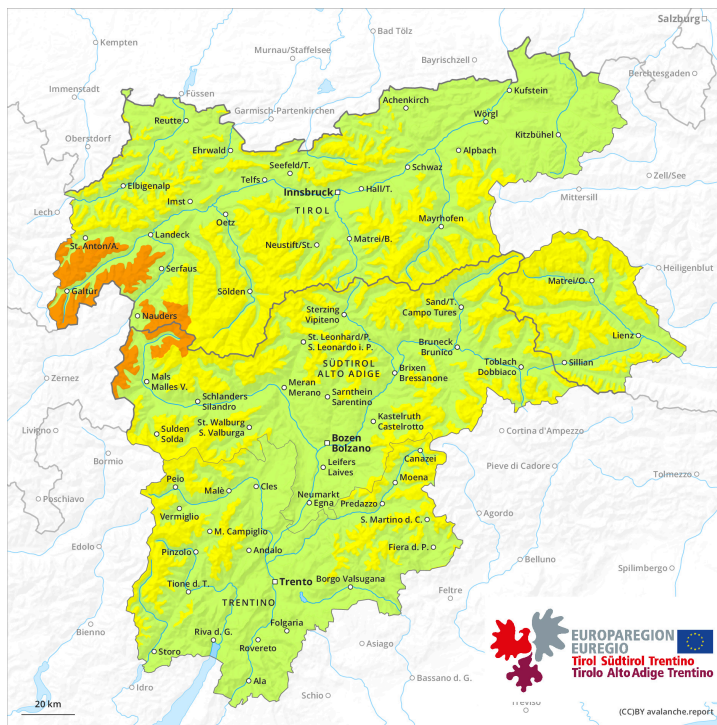 Salzburg
Bad Tölz
Kempten
Murnau/Staffelsee
Bayrischzell
Berchtesgaden
Immenstadt
Füssen
Garmisch-Partenkirchen
Achenkirch
Kufstein
Reutte
Wörgl
Kitzbühel
Oberstdorf
Ehrwald
Seefeld/T.
Schwaz
Alpbach
Zell/See
Elbigenalp
Telfs
Innsbruck
Hall/T.
Mittersill
Lech
Imst
TIROL
Mayrhofen
St. Anton/A.
Landeck
Oetz
Neustift/St.
Matrei/B.
Heiligenblut
Galtür
Serfaus
Sölden
Matrei/O.
Nauders
Sterzing
Vipiteno
Sand/T.
Campo Tures
Lienz
St. Leonhard/P.
S. Leonardo i. P.
Bruneck
Brunico
Toblach
Dobbiaco
Sillian
Zernez
Mals
Malles V.
SÜDTIROL
ALTO ADIGE
Brixen
Bressanone
Meran
Merano
Sarnthein
Sarentino
Schlanders
Silandro
St. Walburg
S. Valburga
Kastelruth
Castelrotto
Livigno
Sulden
Solda
Bozen
Bolzano
Cortina d'Ampezzo
Bormio
Canazei
Pieve di Cadore
Leifers
Laives
Tolmezzo
Poschiavo
Peio
Malè
Cles
Neumarkt
Egna
Moena
Predazzo
Vermiglio
Agordo
M. Campiglio
S. Martino d. C.
Edolo
Pinzolo
Andalo
Fiera d. P.
Belluno
Spilimbergo
Tione d. T.
Trento
Borgo Valsugana
Feltre
TRENTINO
Bienno
Riva d. G.
Folgaria
Rovereto
Asiago
Storo
Bassano d. G.
Idro
Ala
Schio
Treviso
EUROPAREGION
EUREGIO
Tirol Südtirol Trentino
Tirolo Alto Adige Trentino
20 km
(CC)BY avalanche.report